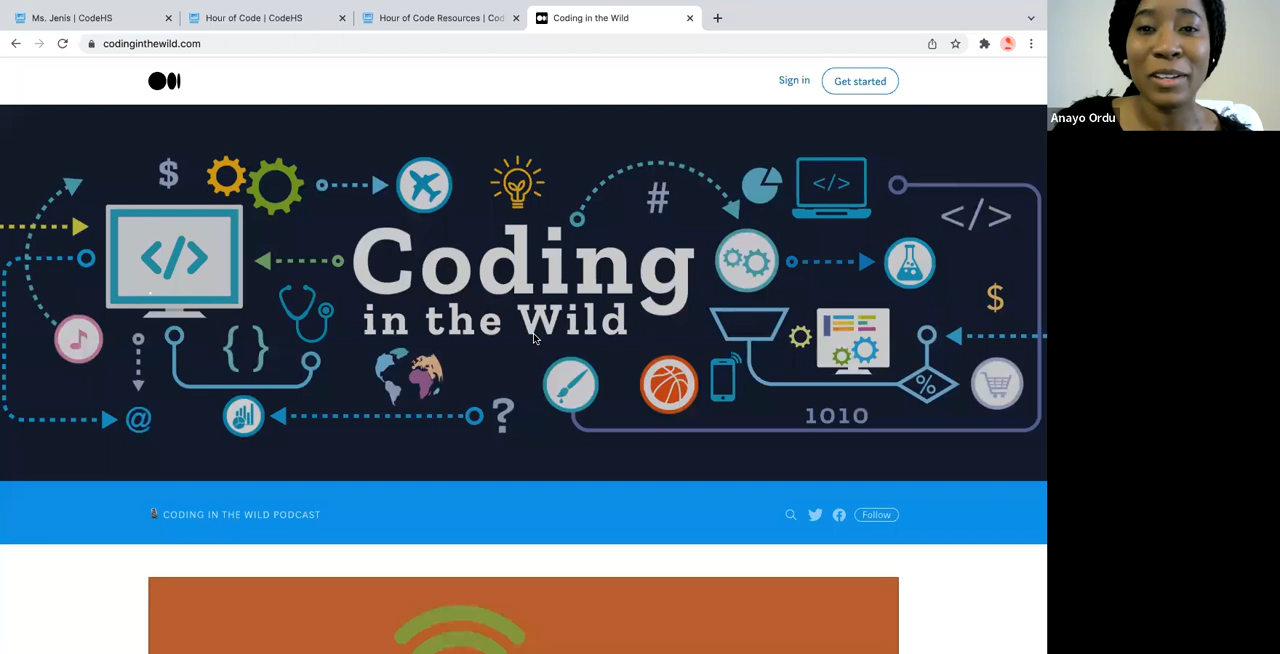 Ms. Jenis | CodeHS
Hour of Code | CodeHS
Hour of Code Resources | Cod
Coding in the Wild
codinginthewild.com
Anayo Ordu
Sign in
Get started
$
#
</>
</>
</>
Coding
in the Wild
{ }
$
%
@
?
1010
CODING IN THE WILD PODCAST
Follow